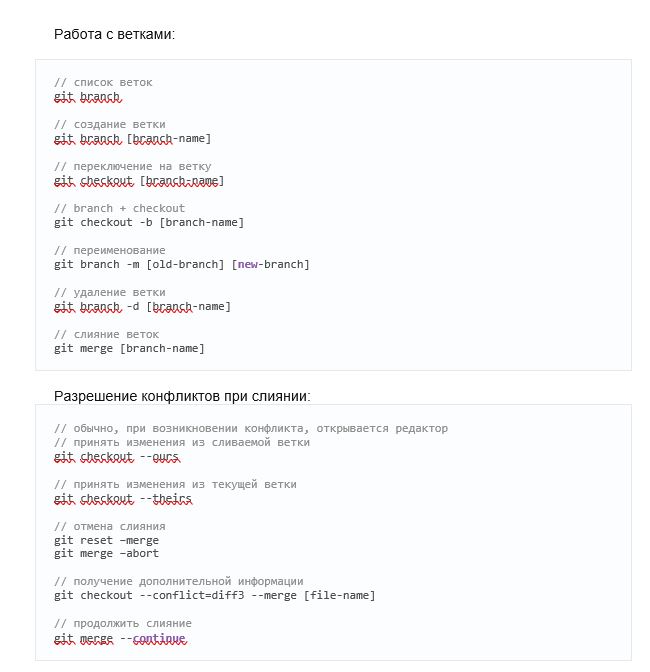 Работа с ветками:
// список веток
git branch
// создание ветки
git branch [branch-name]
// переключение на ветку
git checkout [branch-name]
// branch + checkout
git checkout -b [branch-name]
// переименование
git branch -m [old-branch] [new-branch]
// удаление ветки
git branch -d [branch-name]
// слияние веток
git merge [branch-name]
Разрешение конфликтов при слиянии:
// обычно, при возникновении конфликта, открывается редактор
// принять изменения из сливаемой ветки
git checkout --ours
// принять изменения из текущей ветки
git checkout --theirs
// отмена слияния
git reset –merge
git merge –abort
// получение дополнительной информации
git checkout --conflict=diff3 --merge [file-name]
// продолжить слияние
git merge --continue